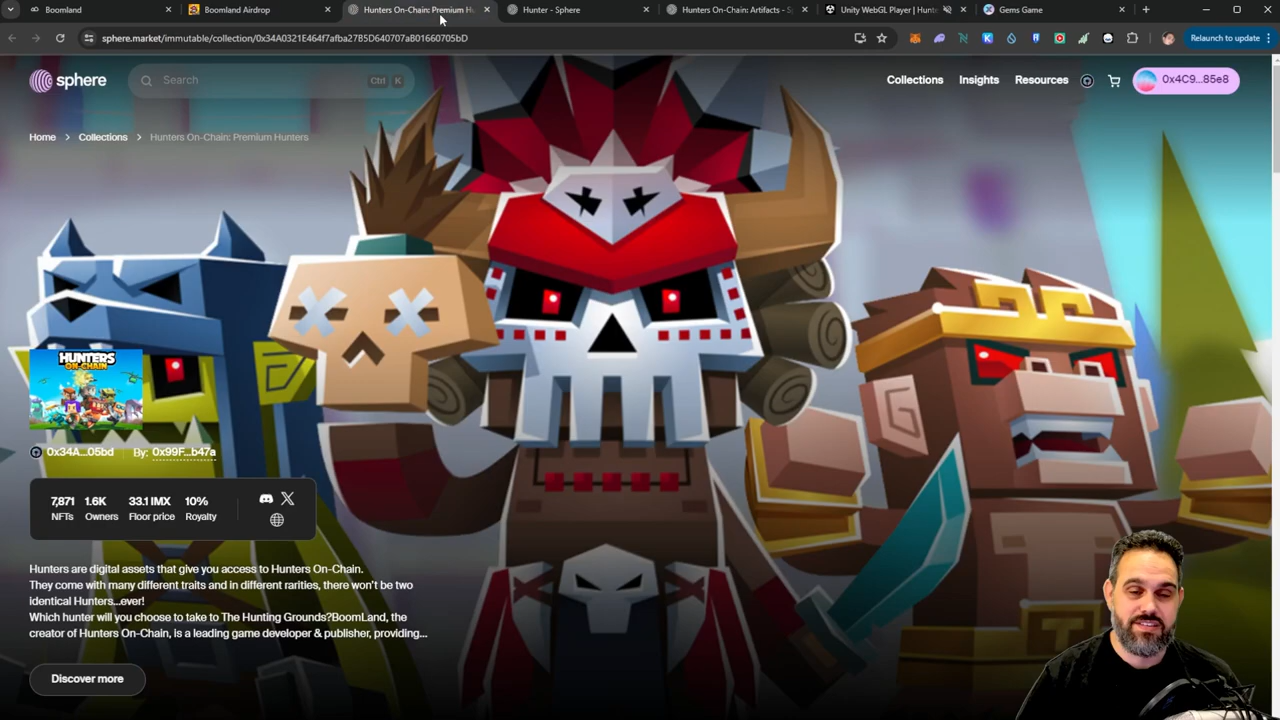 Boomland
Boomland Airdrop
Hunters On-Chain: Premium H
Hunter - Sphere
Hunters On-Chain: Artifacts - S
Unity WebGL Player | Hunt
Gems Game
sphere.market/immutable/collection/0x34A0321E464f7afba2785D640707aB01660705bD
Relaunch to update
sphere
Search
Ctrl K
Collections
Insights
Resources
0x4C9...85e8
Home > Collections > Hunters On-Chain: Premium Hunters
HUNTERS
ON-CHAIN
0x34A...05bd
By: 0x99F...b47a
7,871 1.6K 33.1 IMX 10%
NFTs Owners Floor price Royalty
Hunters are digital assets that give you access to Hunters On-Chain.
They come with many different traits and in different rarities, there won't be two
identical Hunters...ever!
Which hunter will you choose to take to The Hunting Grounds?BoomLand, the
creator of Hunters On-Chain, is a leading game developer & publisher, providing...
Discover more